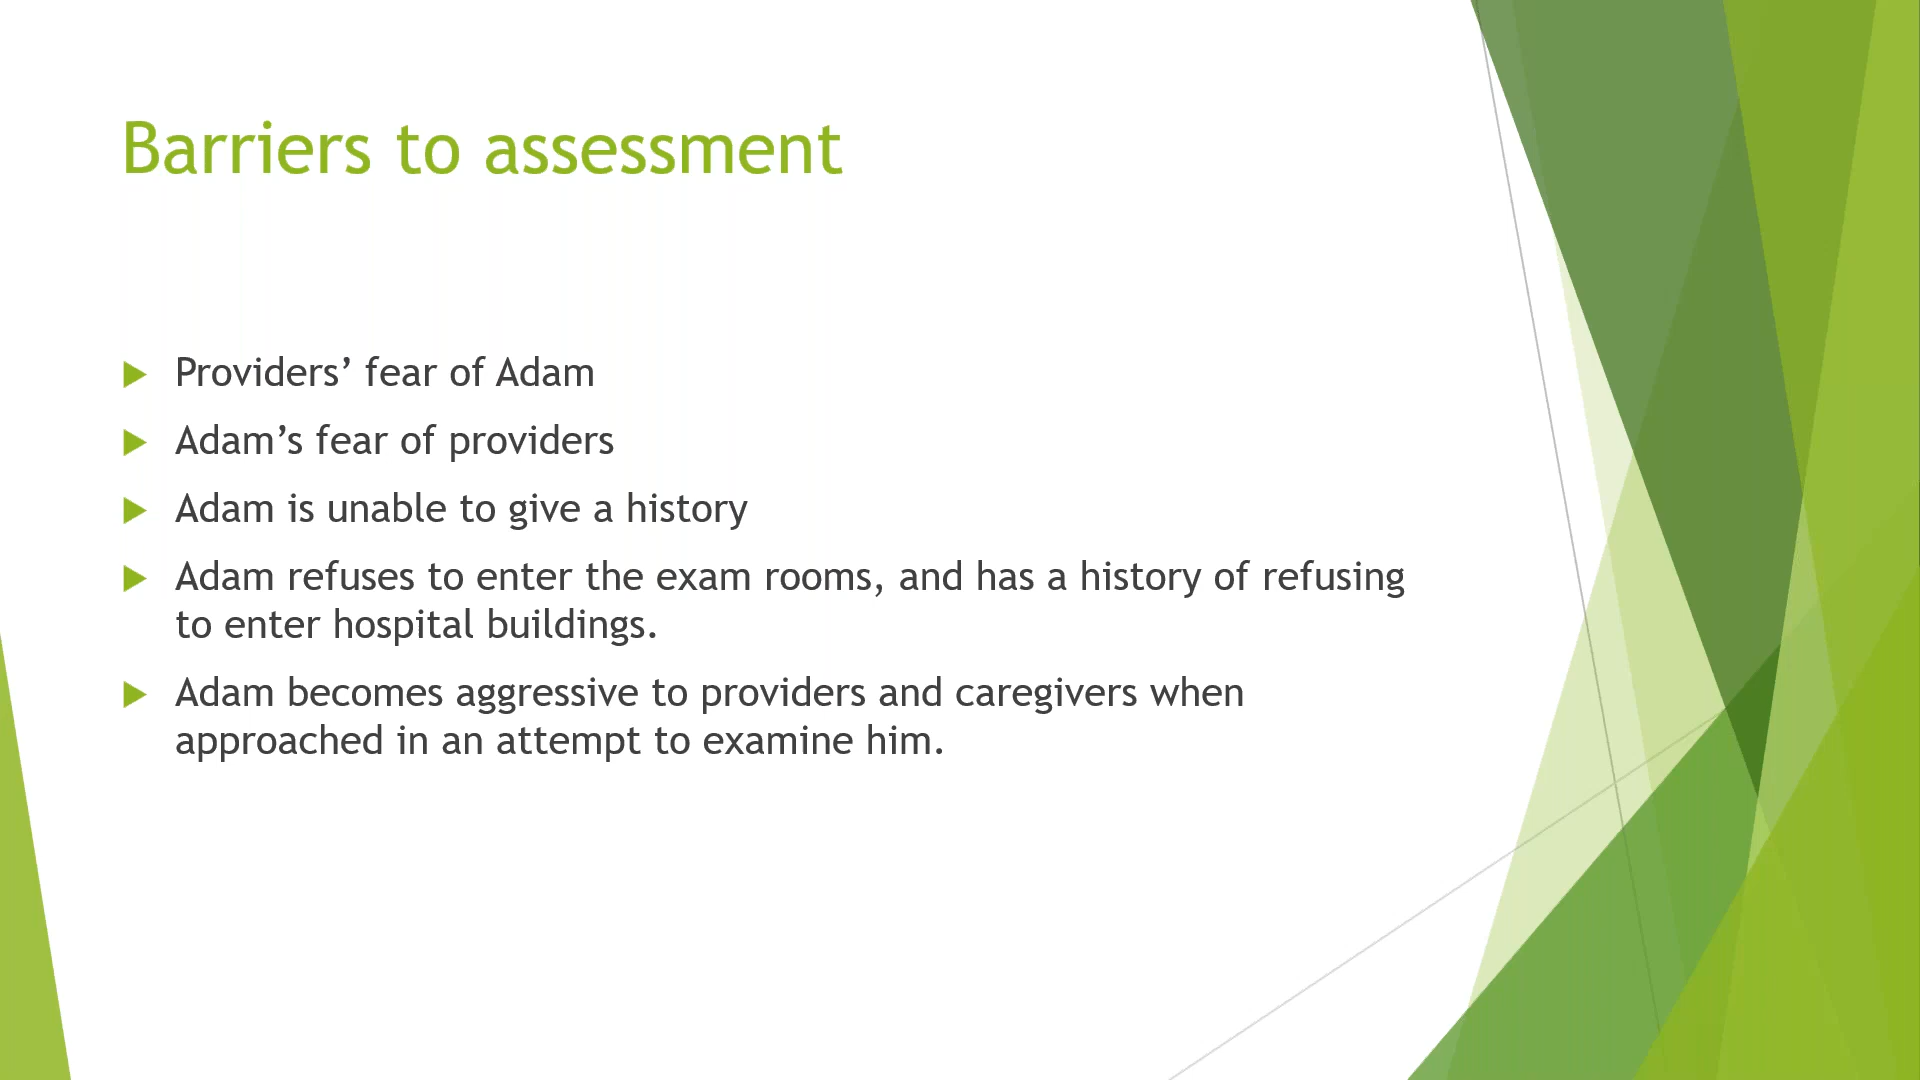 Barriers to assessment
Providers’ fear of Adam
Adam’s fear of providers
Adam is unable to give a history
Adam refuses to enter the exam rooms, and has a history of refusing
to enter hospital buildings.
Adam becomes aggressive to providers and caregivers when
approached in an attempt to examine him.